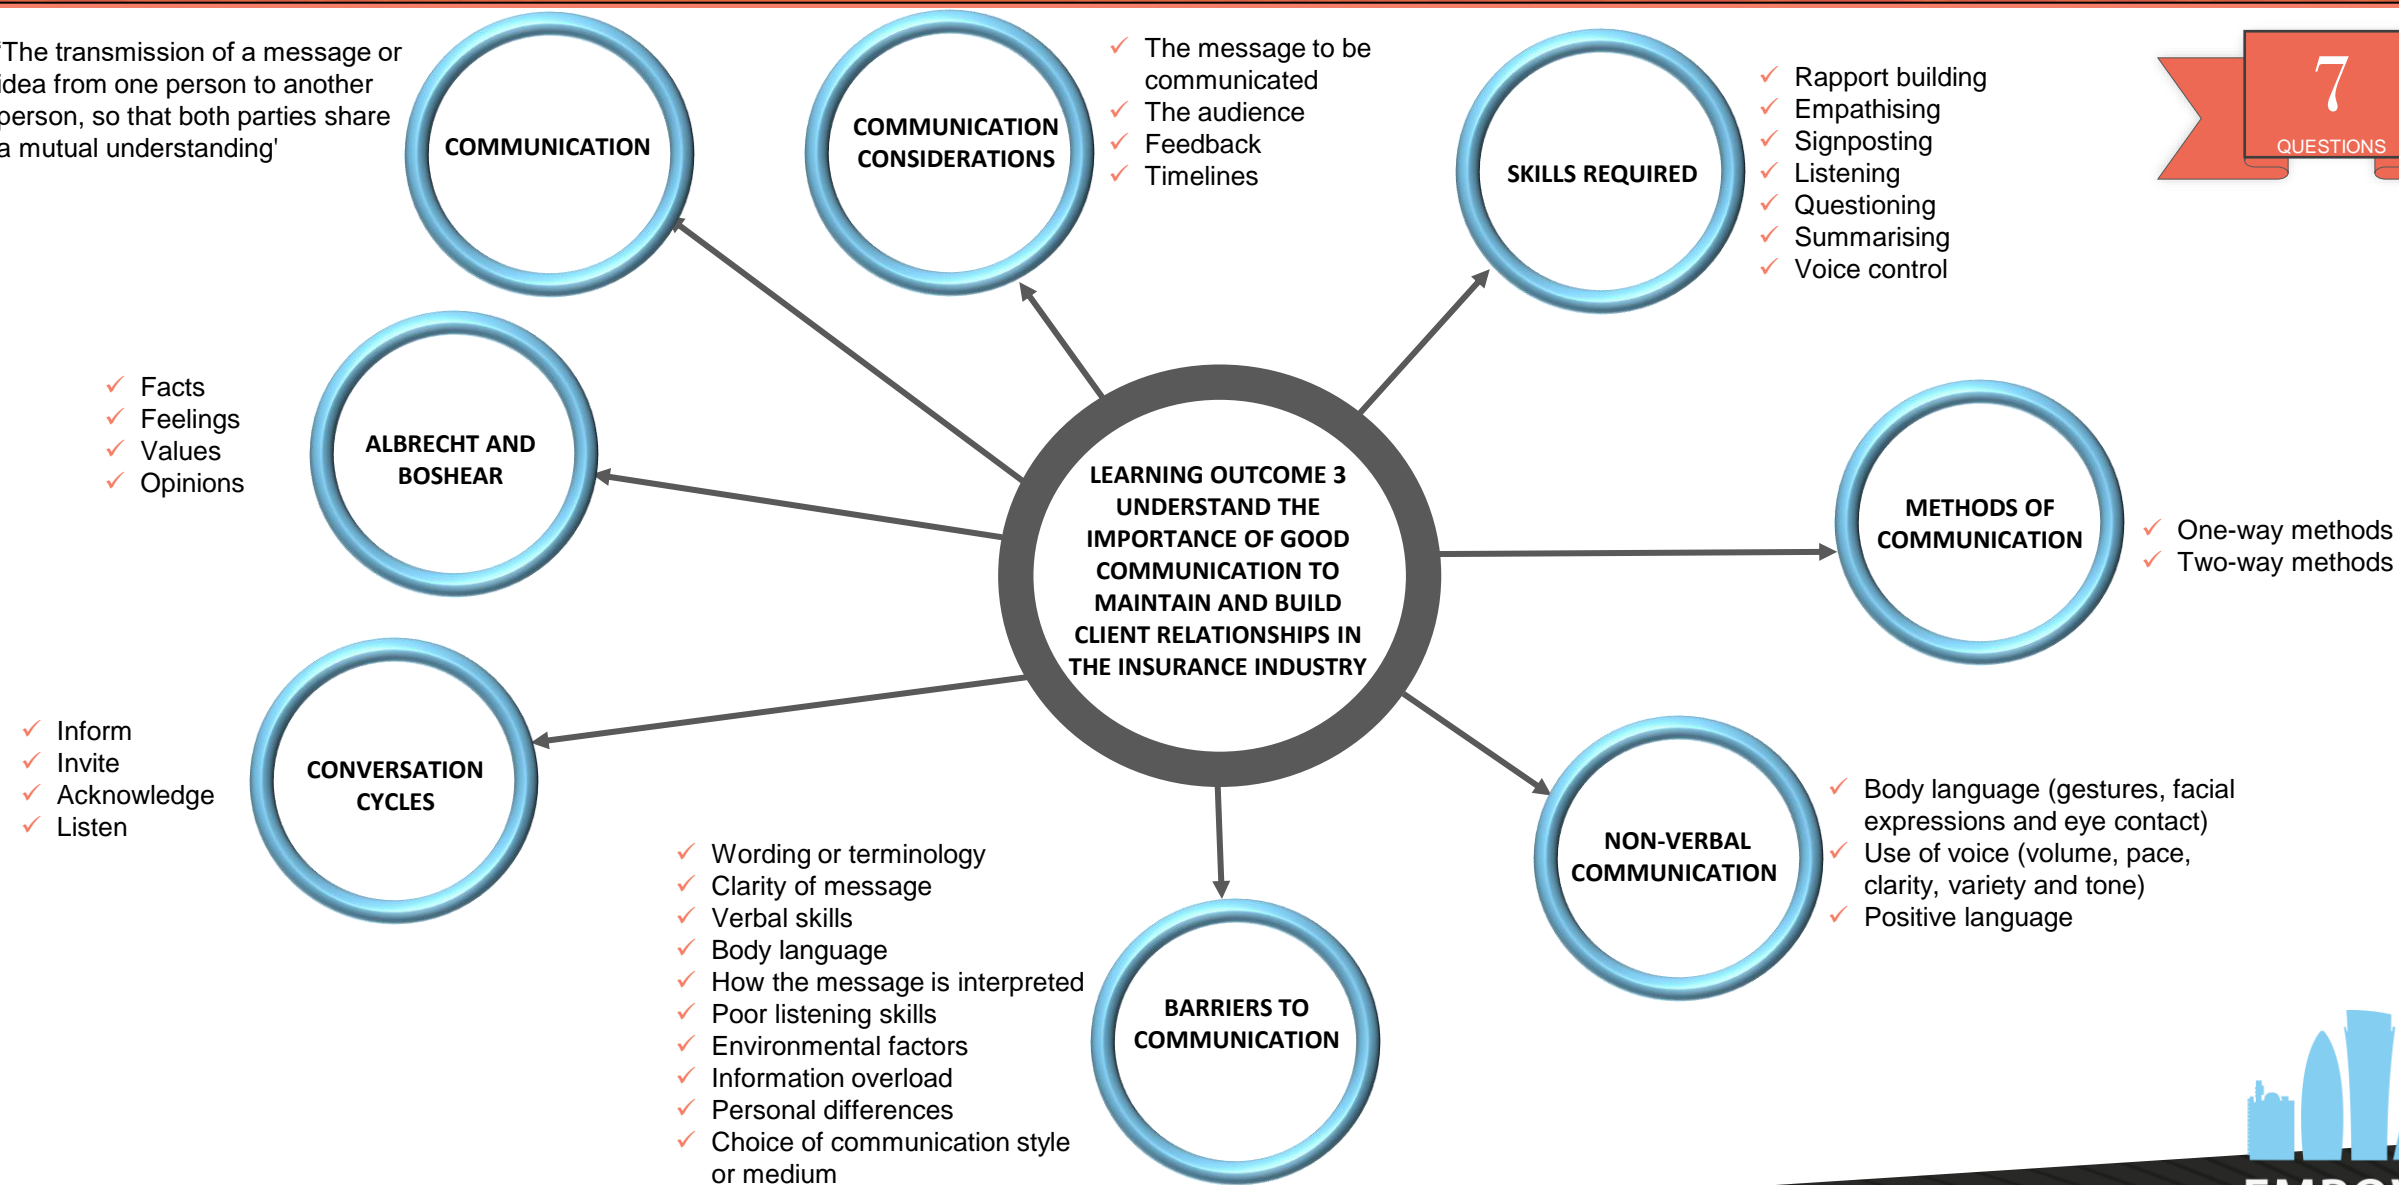 'The transmission of a message or
idea from one person to another
person, so that both parties share
a mutual understanding'
COMMUNICATION
COMMUNICATION
CONSIDERATIONS
✓ The message to be
communicated
✓ The audience
✓ Feedback
✓ Timelines
SKILLS REQUIRED
✓ Rapport building
✓ Empathising
✓ Signposting
✓ Listening
✓ Questioning
✓ Summarising
✓ Voice control
7
QUESTIONS
✓ Facts
✓ Feelings
✓ Values
✓ Opinions
ALBRECHT AND
BOSHEAR
LEARNING OUTCOME 3
UNDERSTAND THE
IMPORTANCE OF GOOD
COMMUNICATION TO
MAINTAIN AND BUILD
CLIENT RELATIONSHIPS IN
THE INSURANCE INDUSTRY
METHODS OF
COMMUNICATION
✓ One-way methods
✓ Two-way methods
✓ Inform
✓ Invite
✓ Acknowledge
✓ Listen
CONVERSATION
CYCLES
✓ Wording or terminology
✓ Clarity of message
✓ Verbal skills
✓ Body language
✓ How the message is interpreted
✓ Poor listening skills
✓ Environmental factors
✓ Information overload
✓ Personal differences
✓ Choice of communication style
or medium
BARRIERS TO
COMMUNICATION
NON-VERBAL
COMMUNICATION
✓ Body language (gestures, facial
expressions and eye contact)
✓ Use of voice (volume, pace,
clarity, variety and tone)
✓ Positive language